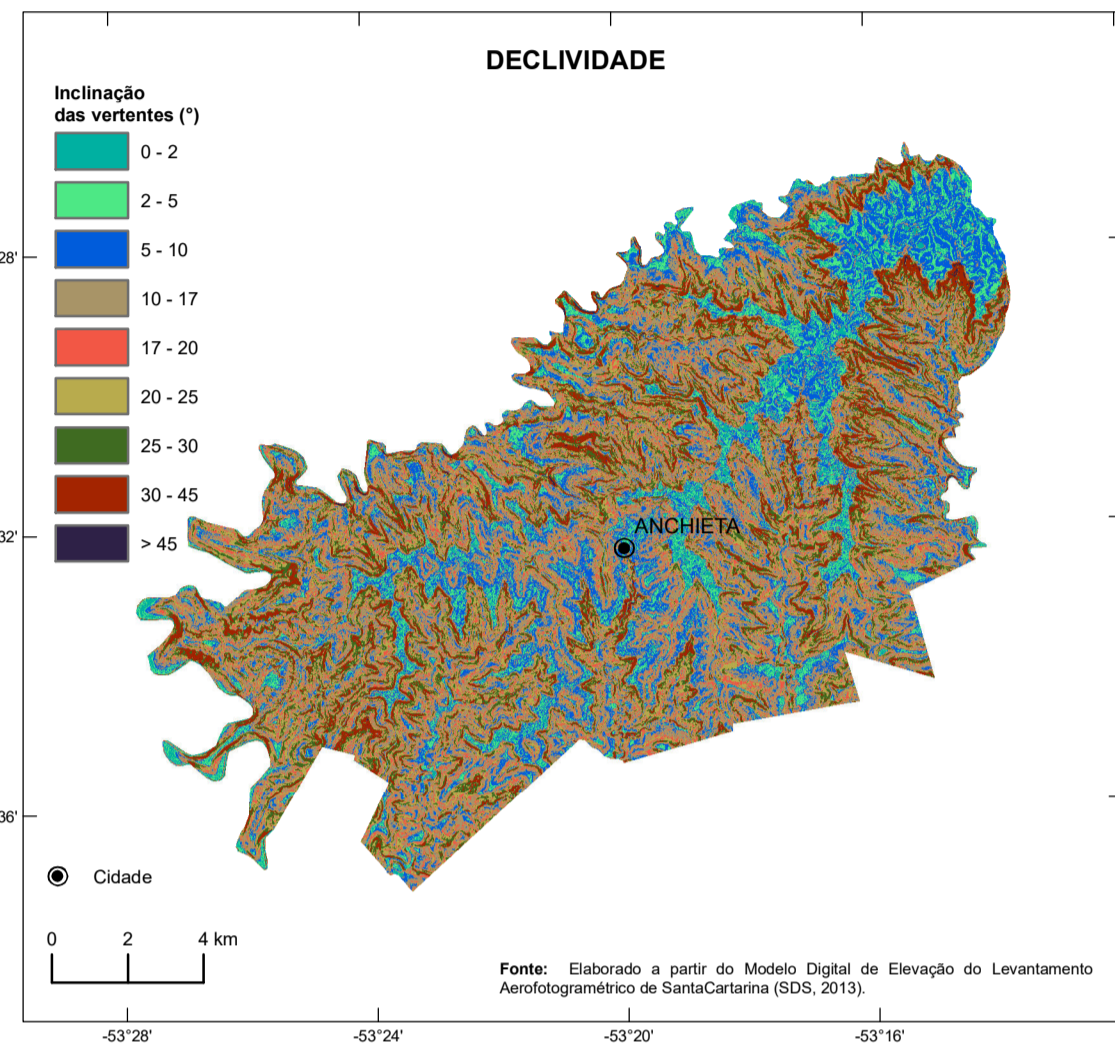 DECLIVIDADE
Inclinação
das vertentes (°)
0 - 2
2 - 5
5 - 10
10 - 17
17 - 20
20 - 25
25 - 30
30 - 45
> 45
28'
32'
36'
ANCHIETA
Cidade
0 2 4 km
Fonte: Elaborado a partir do Modelo Digital de Elevação do Levantamento
Aerofotogramétrico de SantaCartarina (SDS, 2013).
-53°28' -53°24' -53°20' -53°16'